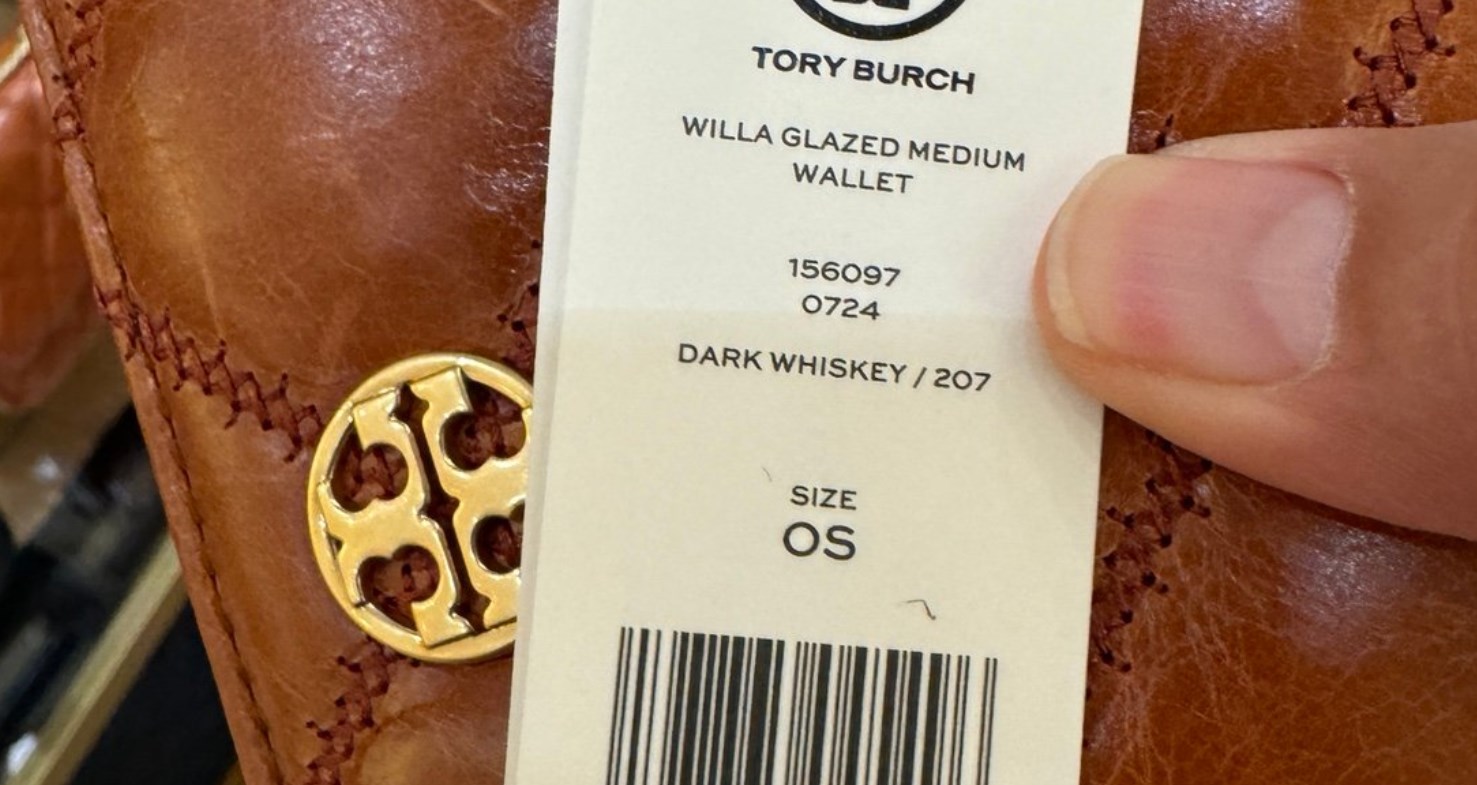 TORY BURCH
WILLA GLAZED MEDIUM
WALLET
156097
0724
DARK WHISKEY / 207
SIZE
OS